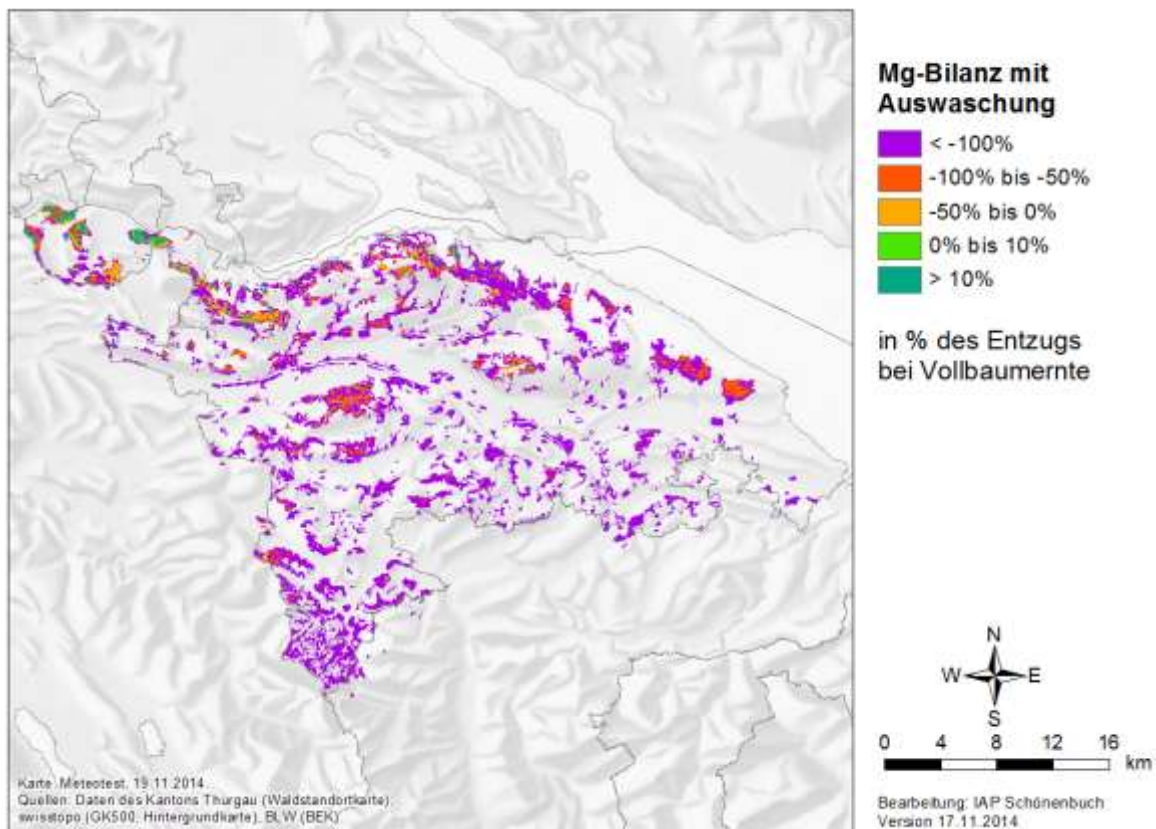 Mg-Bilanz mit
Auswaschung
< -100%
-100% bis -50%
-50% bis 0%
0% bis 10%
> 10%
in % des Entzugs
bei Vollbaumernte
N
W E
S
0 4 8 12 16
km
Karte: Meteotest, 19.11.2014.
Quellen: Daten des Kantons Thurgau (Waldstandortkarte),
swisstopo (GK500, Hintergrundkarte), BLW (BEK)
Bearbeitung: IAP Schönenbuch
Version 17.11.2014